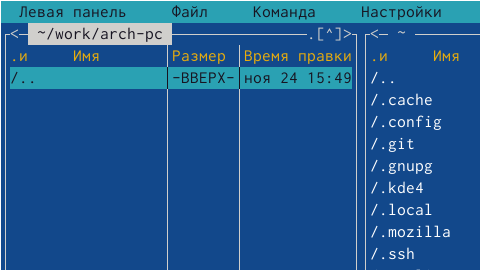 Левая панель Файл Команда Настройки
<─ ~/work/arch-pc .[^]> <─ ~
.и Имя Размер Время правки .и Имя
/.. -ВВЕРХ- ноя 24 15:49 /..
/.cache
/.config
/.git
/.gnupg
/.kde4
/.local
/.mozilla
/.ssh